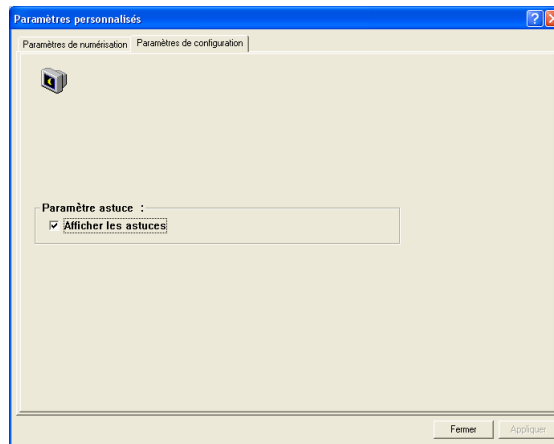 Paramètres personnalisés
Paramètres de numérisation
Paramètres de configuration
Paramètre astuce :
Afficher les astuces
Fermer
Appliquer